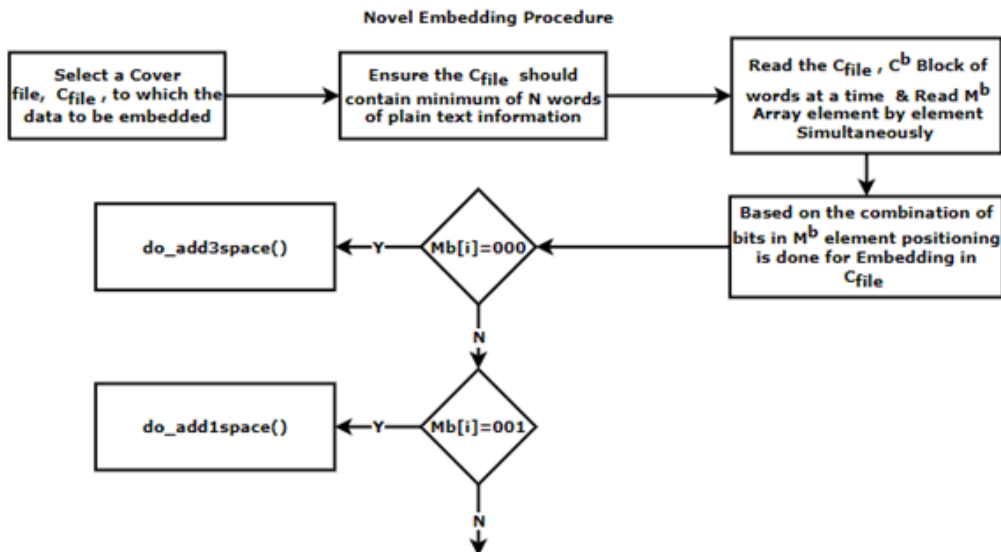 Novel Embedding Procedure
Select a Cover
file, Cfile, to which the
data to be embedded
Ensure the Cfile should
contain minimum of N words
of plain text information
Read the Cfile , Cb Block of
words at a time & Read Mb
Array element by element
Simultaneously
Based on the combination of
bits in Mb element positioning
is done for Embedding in
Cfile
Mb[i]=000
Y
do_add3space()
N
Mb[i]=001
Y
do_add1space()
N